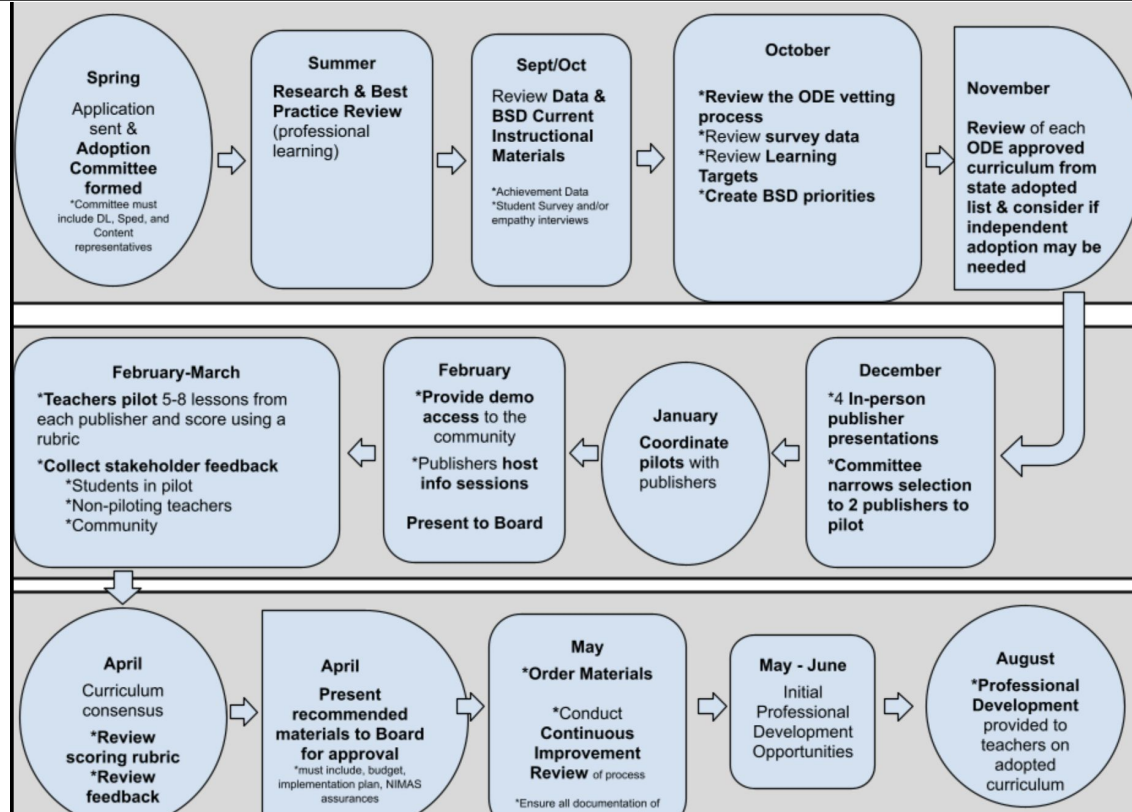 Spring
Application
sent &
Adoption
Committee
formed
*Committee must
include DL, Sped, and
Content
representatives
Summer
Research & Best
Practice Review
(professional
learning)
Sept/Oct
Review Data &
BSD Current
Instructional
Materials
*Achievement Data
*Student Survey and/or
empathy interviews
October
*Review the ODE vetting
process
*Review survey data
*Review Learning
Targets
*Create BSD priorities
November
Review of each
ODE approved
curriculum from
state adopted
list & consider if
independent
adoption may be
needed
December
*4 In-person
publisher
presentations
*Committee
narrows selection
to 2 publishers to
pilot
January
Coordinate
pilots with
publishers
February
*Provide demo
access to the
community
*Publishers host
info sessions
Present to Board
February-March
*Teachers pilot 5-8 lessons from
each publisher and score using a
rubric
*Collect stakeholder feedback
*Students in pilot
*Non-piloting teachers
*Community
April
Curriculum
consensus
*Review
scoring rubric
*Review
feedback
April
Present
recommended
materials to Board
for approval
*must include, budget,
implementation plan, NIMAS
assurances
May
*Order Materials
*Conduct
Continuous
Improvement
Review of process
*Ensure all documentation of
May - June
Initial
Professional
Development
Opportunities
August
*Professional
Development
provided to
teachers on
adopted
curriculum